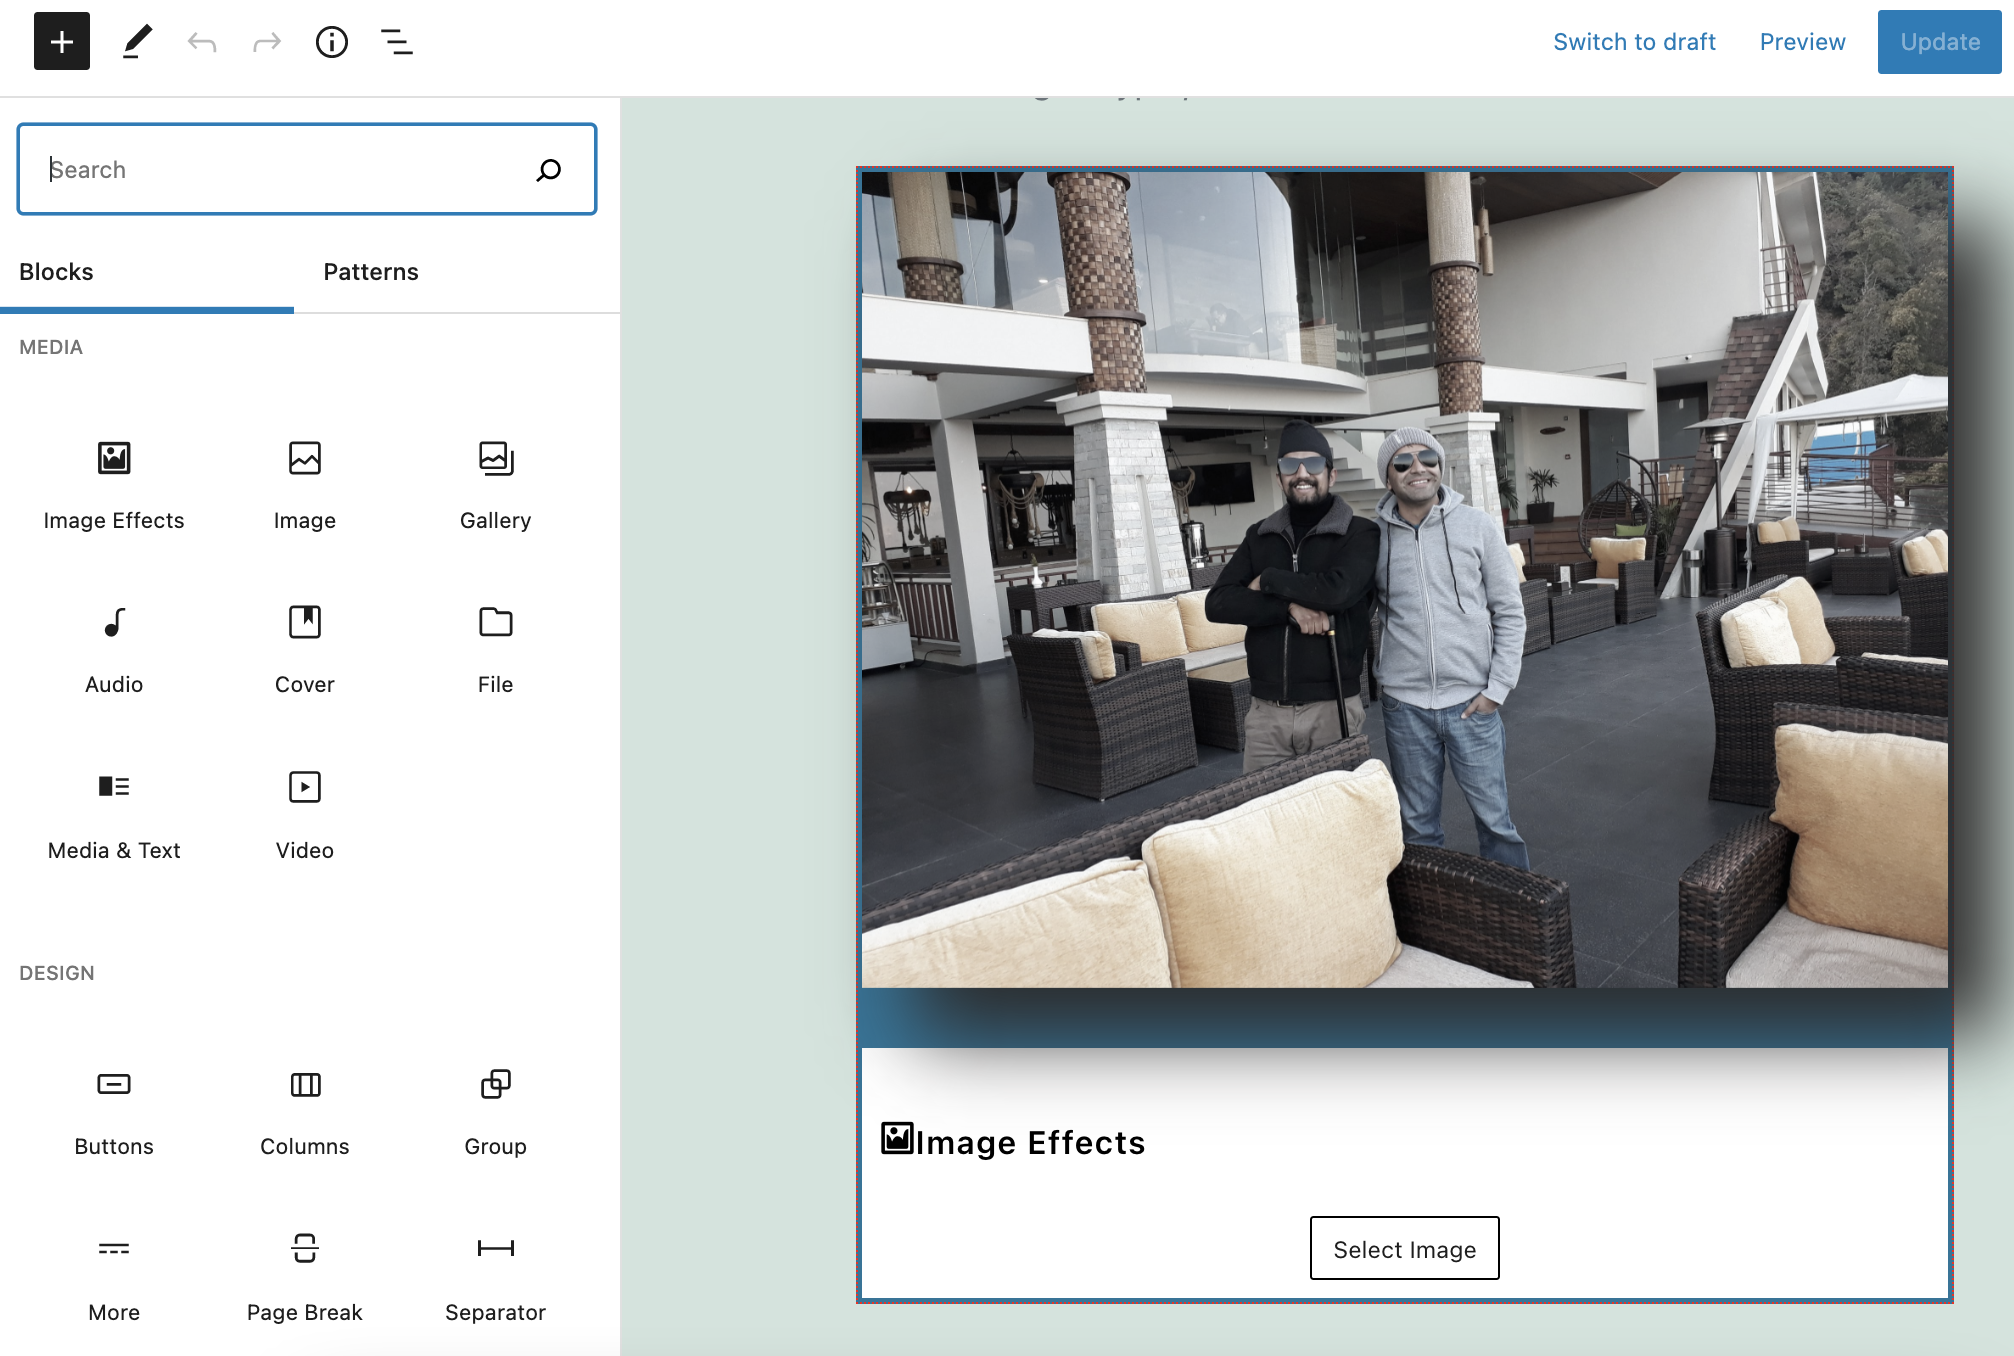 Switch to draft
Preview
Update
Search
Blocks
Patterns
MEDIA
Image Effects
Image
Gallery
Audio
Cover
File
Media & Text
Video
DESIGN
Buttons
Columns
Group
More
Page Break
Separator
Image Effects
Select Image